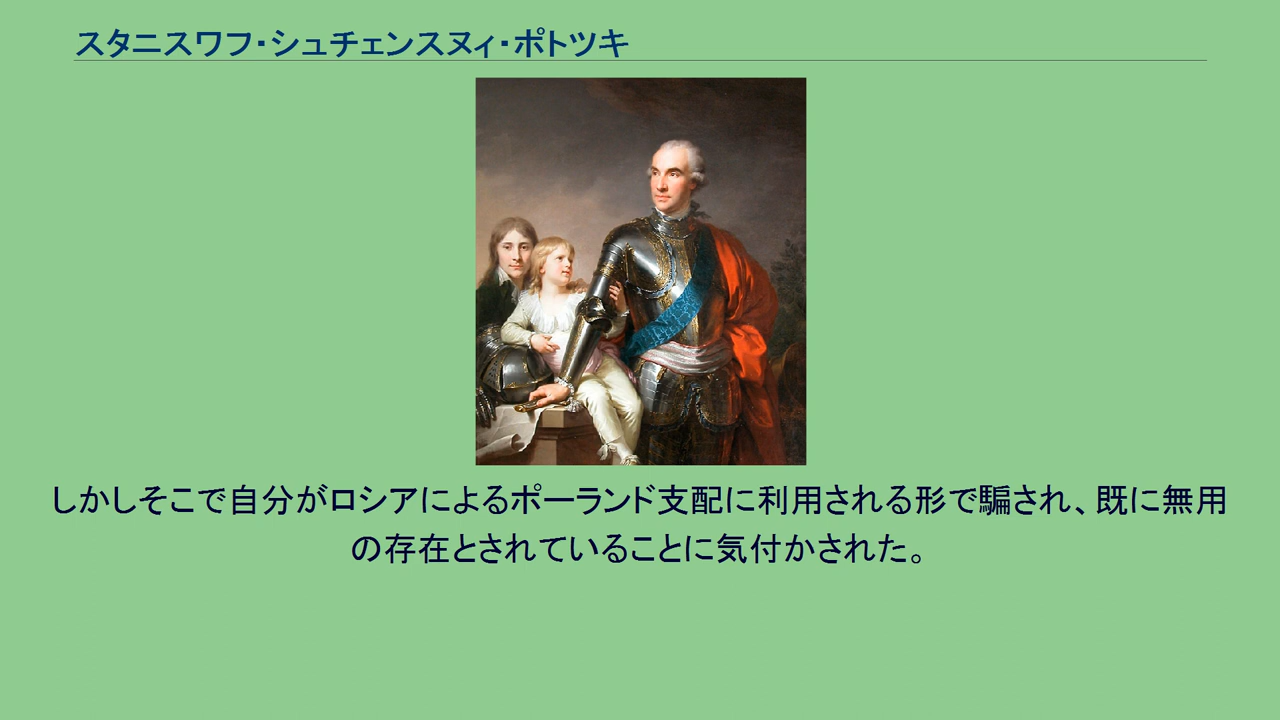 スタニスワフ・シュチェンスヌィ・ポトツキ
しかしそこで自分がロシアによるポーランド支配に利用される形で騙され、既に無用
の存在とされていることに気付かされた。